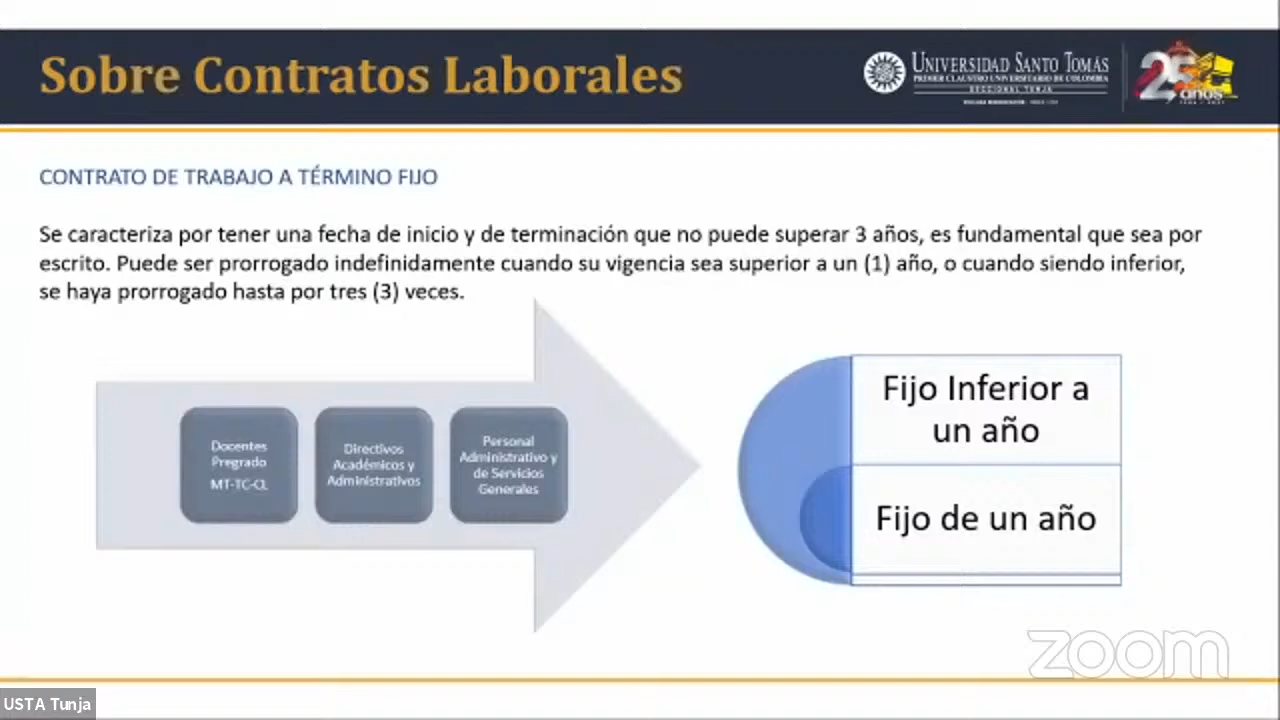 Sobre Contratos Laborales
UNIVERSIDAD SANTO TOMÁS
PRIMER CLAUSTRO UNIVERSITARIO DE COLOMBIA
SECCIONAL TUNJA
25 años
CONTRATO DE TRABAJO A TÉRMINO FIJO
Se caracteriza por tener una fecha de inicio y de terminación que no puede superar 3 años, es fundamental que sea por
escrito. Puede ser prorrogado indefinidamente cuando su vigencia sea superior a un (1) año, o cuando siendo inferior,
se haya prorrogado hasta por tres (3) veces.
Docentes
Pregrado
MT-TC-CL
Directivos
Académicos y
Administrativos
Personal
Administrativo y
de Servicios
Generales
Fijo Inferior a
un año
Fijo de un año
zoom
USTA Tunja